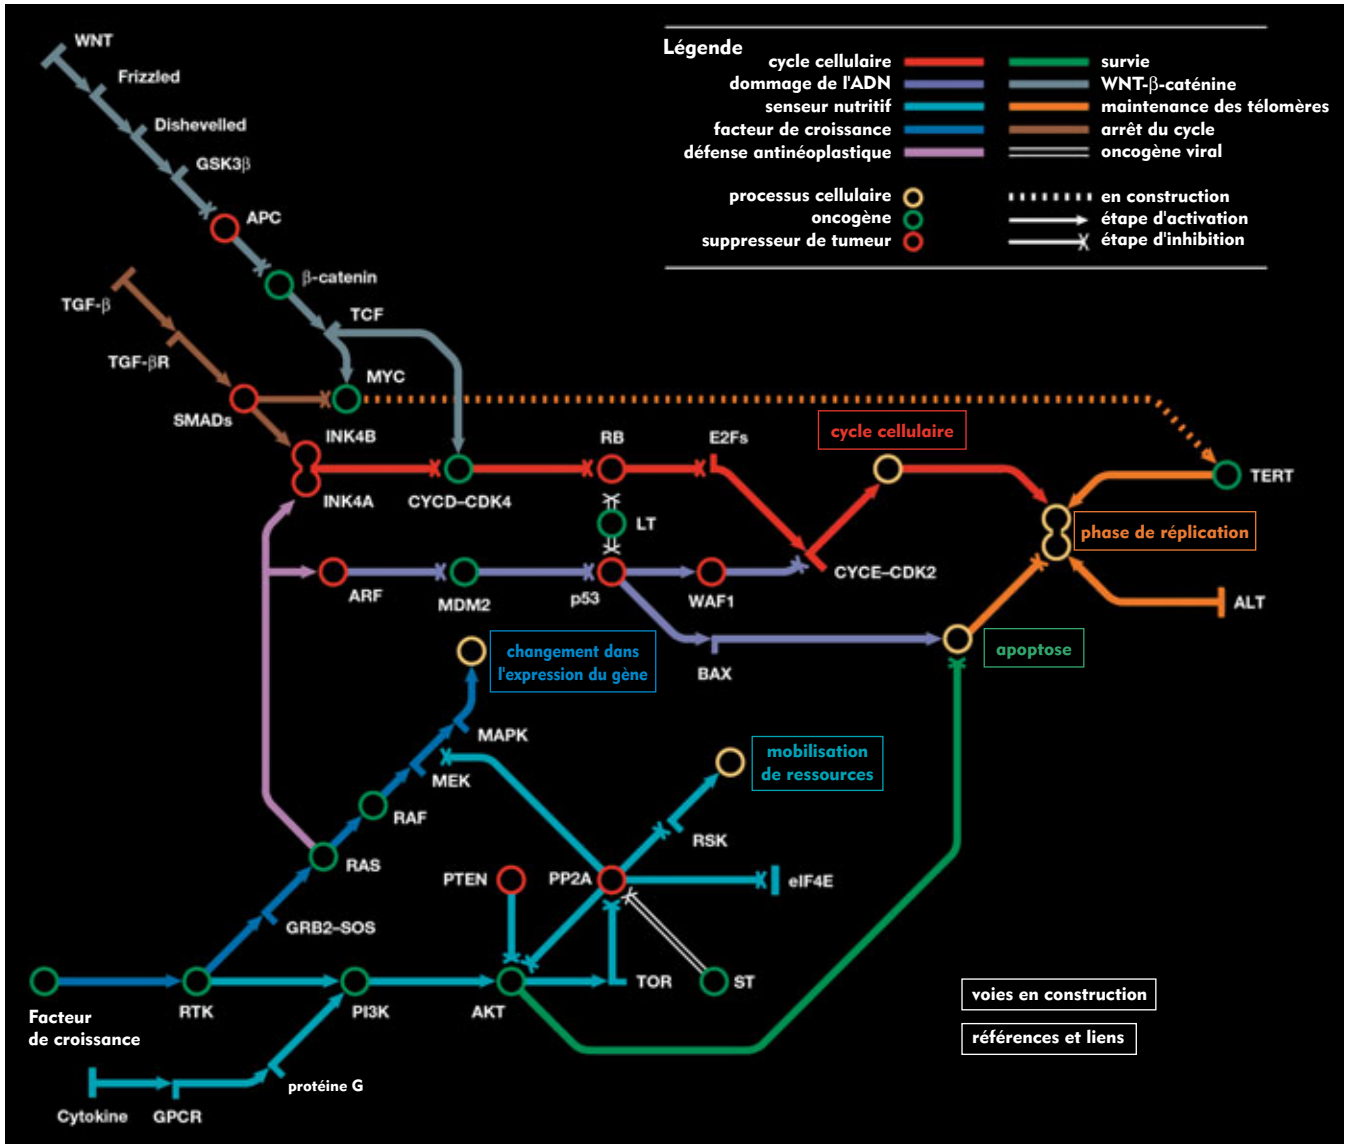 WNT
Frizzled
Dishevelled
GSK3β
APC
β-catenin
TCF
TGF-β
TGF-βR
SMADs
MYC
INK4B
INK4A
CYCD–CDK4
RB
E2Fs
LT
ARF
MDM2
p53
WAF1
CYCE–CDK2
BAX
TERT
ALT
cycle cellulaire
phase de réplication
apoptose
changement dans
l'expression du gène
mobilisation
de ressources
MAPK
MEK
RAF
RAS
GRB2–SOS
RTK
PTEN
PP2A
RSK
eIF4E
TOR
ST
AKT
PI3K
Facteur
de croissance
protéine G
Cytokine
GPCR
Légende
cycle cellulaire
dommage de l'ADN
senseur nutritif
facteur de croissance
défense antinéoplastique
survie
WNT-β-caténine
maintenance des télomères
arrêt du cycle
oncogène viral
processus cellulaire
oncogène
suppresseur de tumeur
en construction
étape d'activation
étape d'inhibition
voies en construction
références et liens